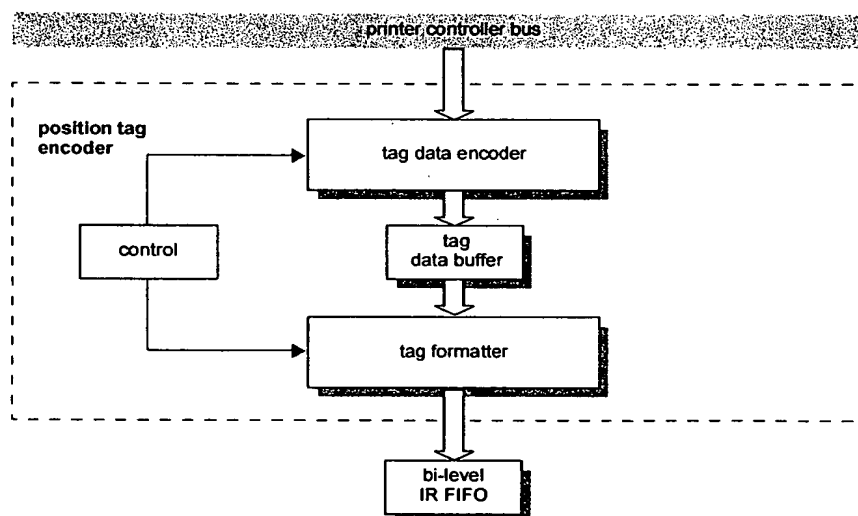 printer controller bus
position tag
encoder
tag data encoder
control
tag
data buffer
tag formatter
bi-level
IR FIFO